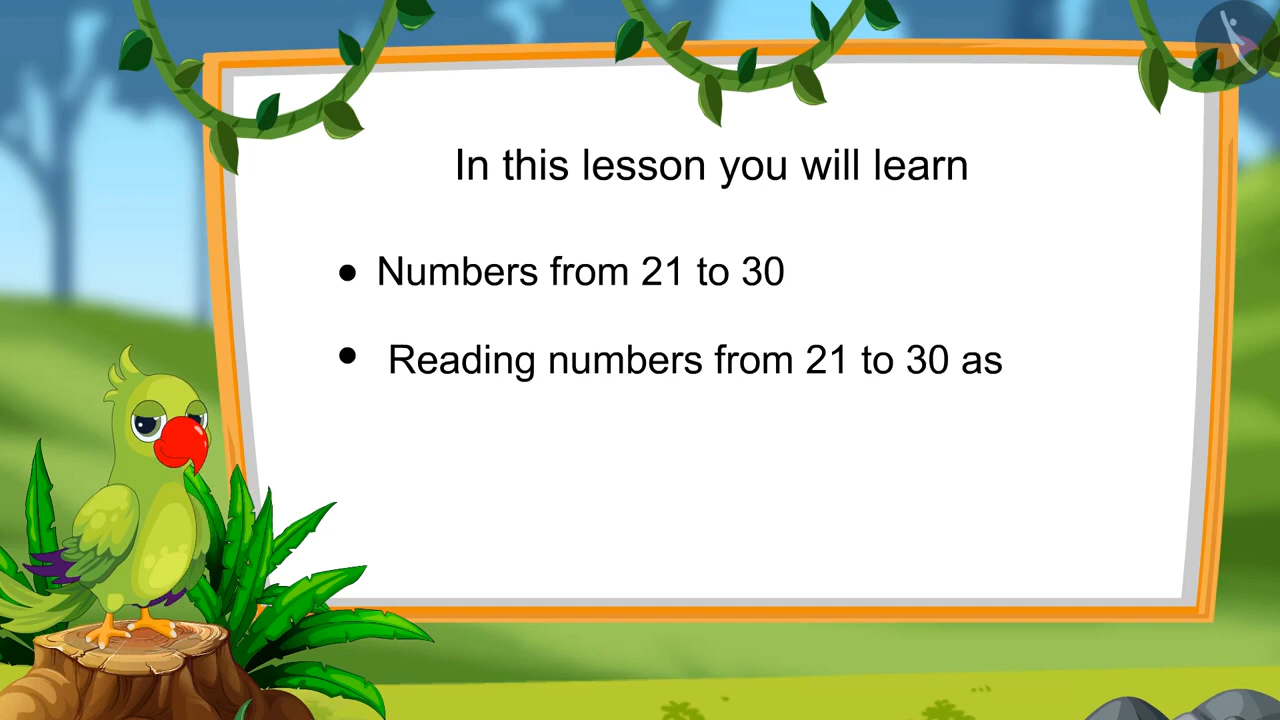 In this lesson you will learn
● Numbers from 21 to 30
● Reading numbers from 21 to 30 as